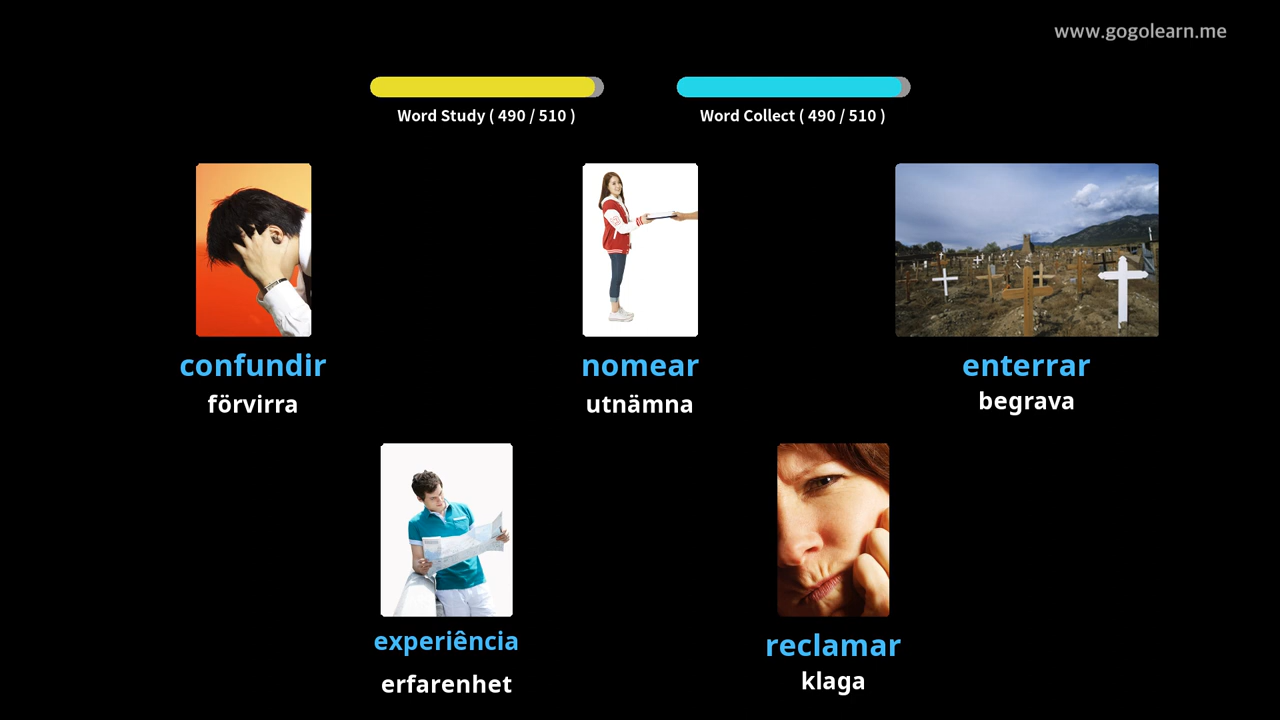 www.gogolearn.me
Word Study ( 490 / 510 )
Word Collect ( 490 / 510 )
confundir
förvirra
nomear
utnämna
enterrar
begrava
experiência
erfarenhet
reclamar
klaga